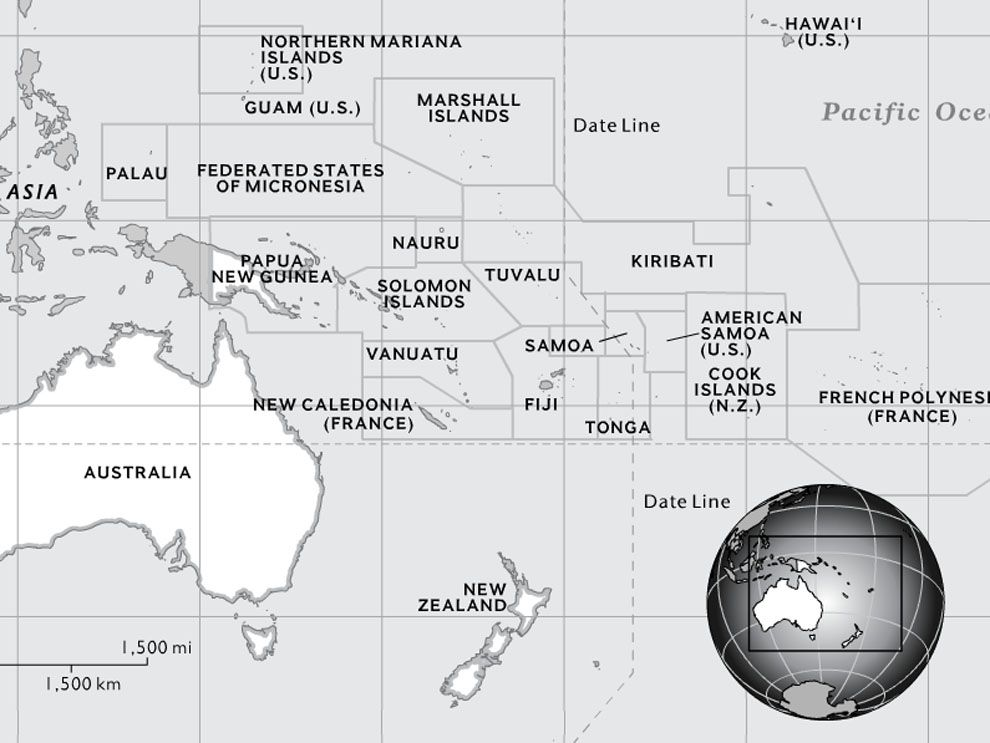 HAWAIʻI
(U.S.)
NORTHERN MARIANA
ISLANDS
(U.S.)
GUAM (U.S.)
MARSHALL
ISLANDS
Pacific Oce
Date Line
PALAU
FEDERATED STATES
OF MICRONESIA
ASIA
NAURU
PAPUA
NEW GUINEA
TUVALU
KIRIBATI
SOLOMON
ISLANDS
AMERICAN
SAMOA
(U.S.)
SAMOA
VANUATU
COOK
ISLANDS
(N.Z.)
NEW CALEDONIA
(FRANCE)
FIJI
FRENCH POLYNESI
(FRANCE)
TONGA
AUSTRALIA
Date Line
NEW
ZEALAND
1,500 mi
1,500 km